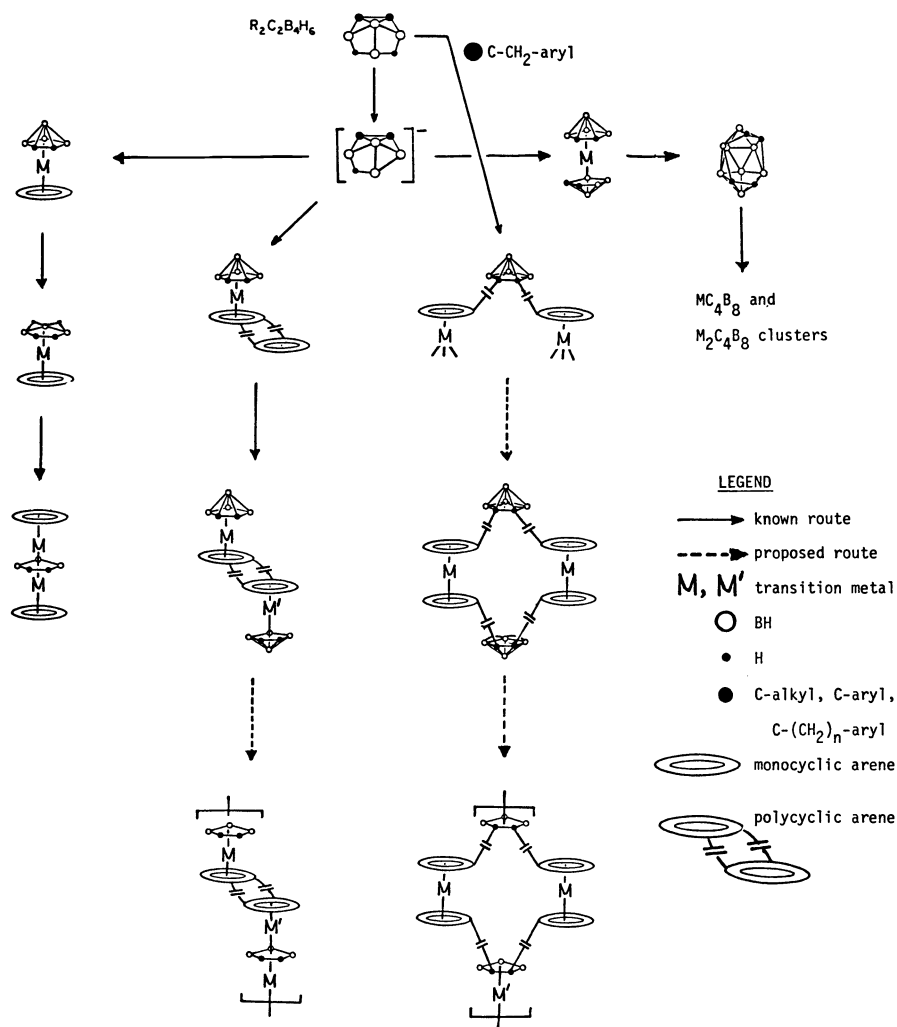 R₂C₂B₄H₆
C-CH₂-aryl
−
M
M
M
M
M
M
MC₄B₈ and
M₂C₄B₈ clusters
M
M
M
M
M'
M
M
LEGEND
known route
proposed route
M, M' transition metal
BH
H
C-alkyl, C-aryl,
C-(CH₂)ₙ-aryl
monocyclic arene
polycyclic arene
M
M'
M
M
M
M'